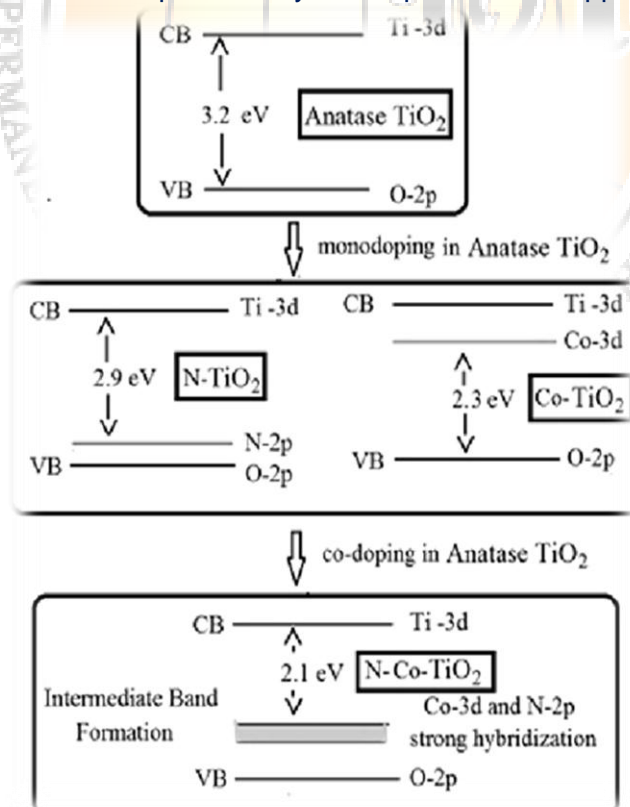 CB Ti -3d
3.2 eV Anatase TiO₂
VB O-2p
monodoping in Anatase TiO₂
CB Ti -3d
2.9 eV N-TiO₂
N-2p
VB O-2p
CB Ti -3d
Co-3d
2.3 eV Co-TiO₂
VB O-2p
co-doping in Anatase TiO₂
CB Ti -3d
2.1 eV N-Co-TiO₂
Intermediate Band
Formation
Co-3d and N-2p
strong hybridization
VB O-2p